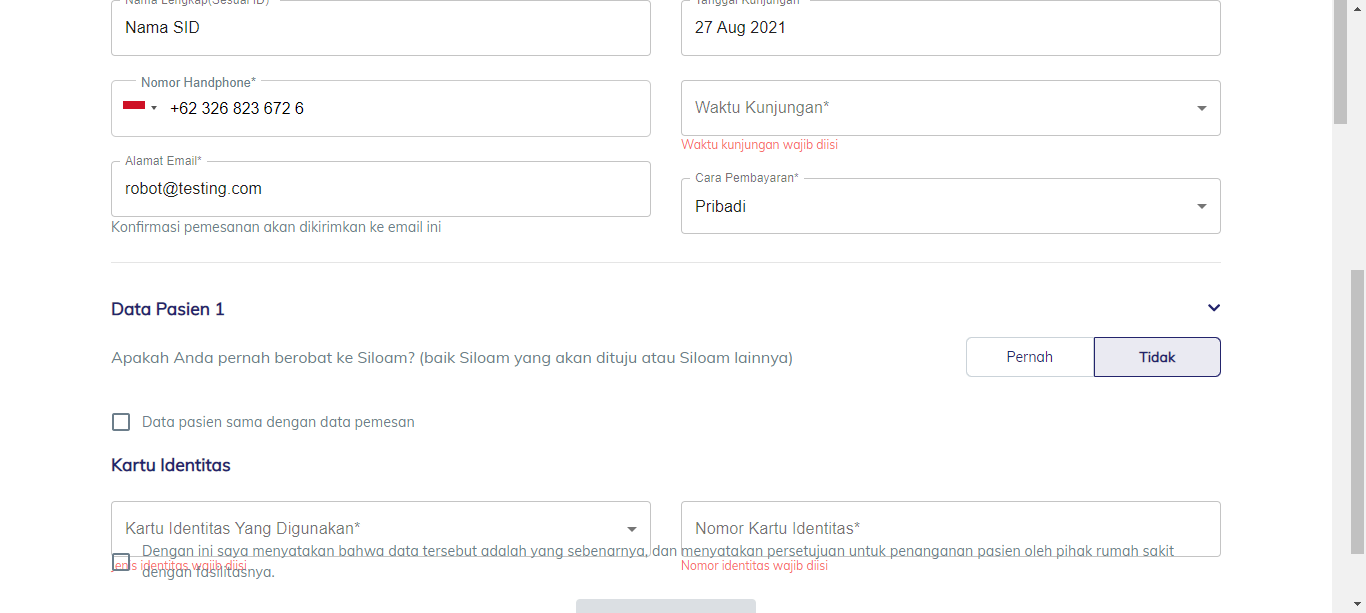 Nama Lengkap(Sesuai ID)
Tanggal Kunjungan
Nama SID
27 Aug 2021
Nomor Handphone*
+62 326 823 672 6
Waktu Kunjungan*
Waktu kunjungan wajib diisi
Alamat Email*
robot@testing.com
Konfirmasi pemesanan akan dikirimkan ke email ini
Cara Pembayaran*
Pribadi
Data Pasien 1
Apakah Anda pernah berobat ke Siloam? (baik Siloam yang akan dituju atau Siloam lainnya)
Pernah
Tidak
Data pasien sama dengan data pemesan
Kartu Identitas
Kartu Identitas Yang Digunakan*
Nomor Kartu Identitas*
Dengan ini saya menyatakan bahwa data tersebut adalah yang sebenarnya, dan menyatakan persetujuan untuk penanganan pasien oleh pihak rumah sakit
dengan fasilitasnya.
Jenis identitas wajib diisi
Nomor identitas wajib diisi